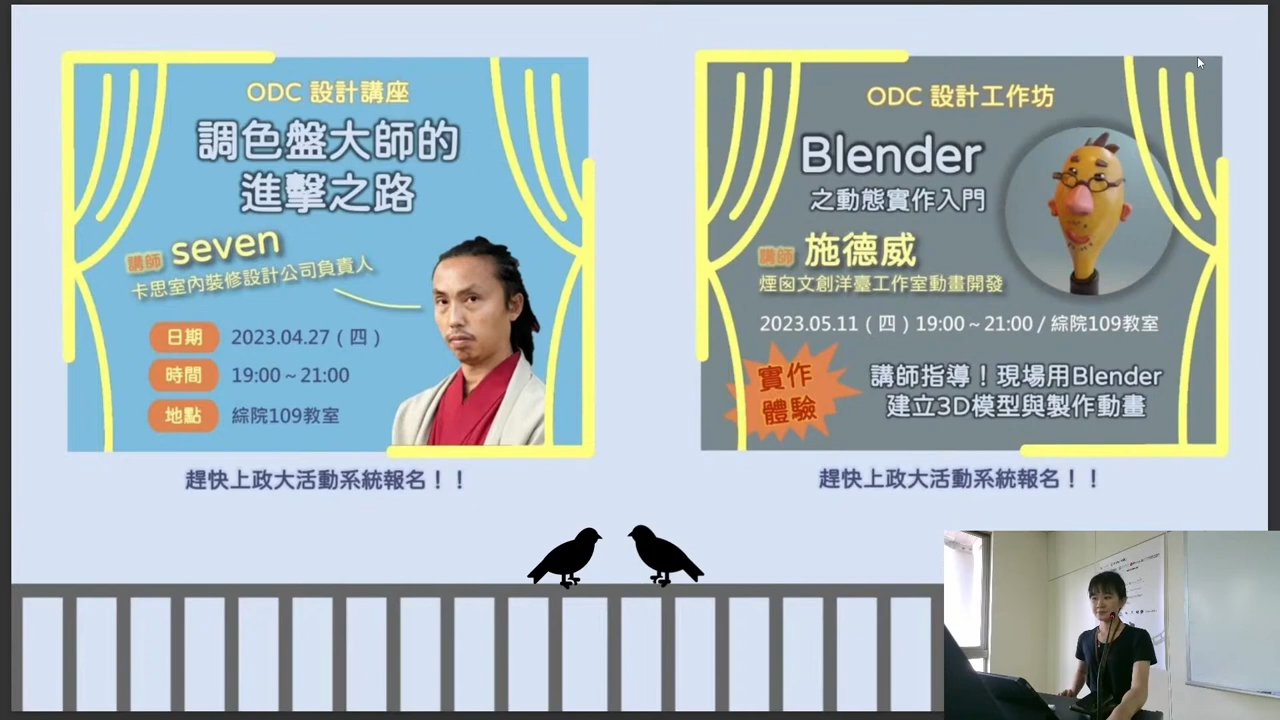 ODC 設計講座
調色盤大師的
進擊之路
講師 seven
卡思室內裝修設計公司負責人
日期 2023.04.27（四）
時間 19:00~21:00
地點 綜院109教室
趕快上政大活動系統報名！！
ODC 設計工作坊
Blender
之動態實作入門
講師 施德威
煙囪文創洋臺工作室動畫開發
2023.05.11（四）19:00~21:00 / 綜院109教室
實作
體驗
講師指導！現場用Blender
建立3D模型與製作動畫
趕快上政大活動系統報名！！